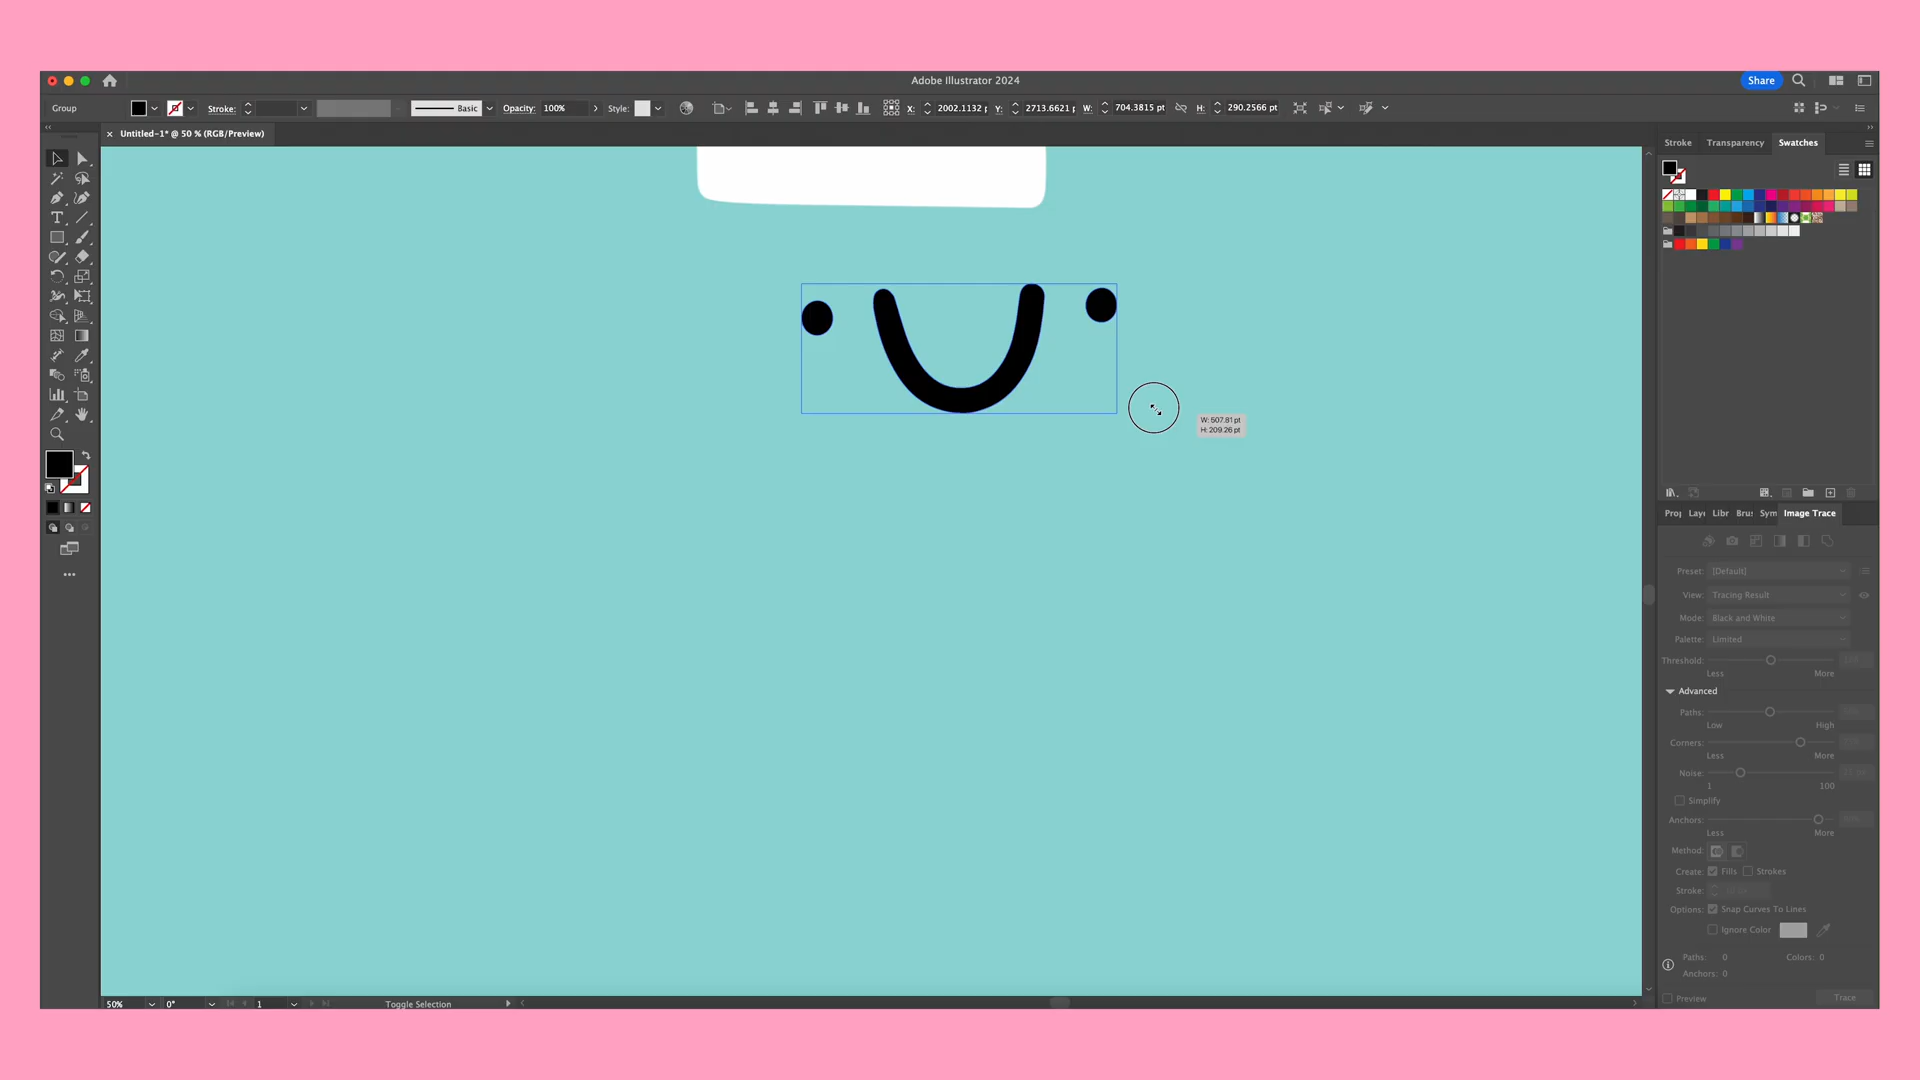 Adobe Illustrator 2024
Share
Group
Stroke:
Basic
Opacity:
100%
Style:
X:
2002.1132
Y:
2713.6621
W:
704.3815 pt
H:
290.2566 pt
Untitled-1* @ 50 % (RGB/Preview)
Stroke
Transparency
Swatches
W: 507.81 pt
H: 209.26 pt
Proj
Laye
Libr
Brus
Sym
Image Trace
Preset:
[Default]
View:
Tracing Result
Mode:
Black and White
Palette:
Limited
Threshold:
Less
More
Advanced
Paths:
Low
High
Corners:
Less
More
Noise:
1
100
Simplify
Anchors:
Less
More
Method:
Create:
Fills
Strokes
Stroke:
Options:
Snap Curves To Lines
Ignore Color
Paths:
0
Colors:
0
Anchors:
0
Preview
Trace
50%
0°
1
Toggle Selection